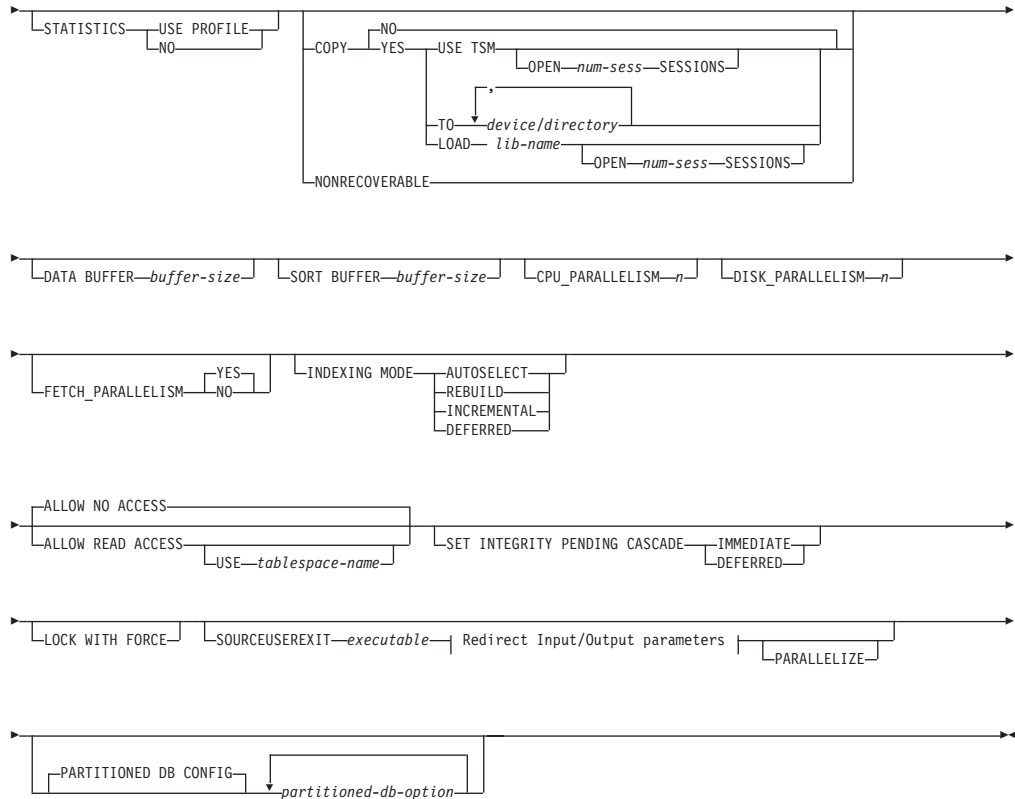 STATISTICS USE PROFILE
NO
NO
COPY YES USE TSM
OPEN num-sess SESSIONS
,
TO device/directory
LOAD lib-name
OPEN num-sess SESSIONS
NONRECOVERABLE
DATA BUFFER buffer-size SORT BUFFER buffer-size CPU_PARALLELISM n DISK_PARALLELISM n
YES
FETCH_PARALLELISM NO
INDEXING MODE AUTOSELECT
REBUILD
INCREMENTAL
DEFERRED
ALLOW NO ACCESS
ALLOW READ ACCESS
USE tablespace-name
SET INTEGRITY PENDING CASCADE IMMEDIATE
DEFERRED
LOCK WITH FORCE SOURCEUSEREXIT executable Redirect Input/Output parameters
PARALLELIZE
PARTITIONED DB CONFIG
partitioned-db-option